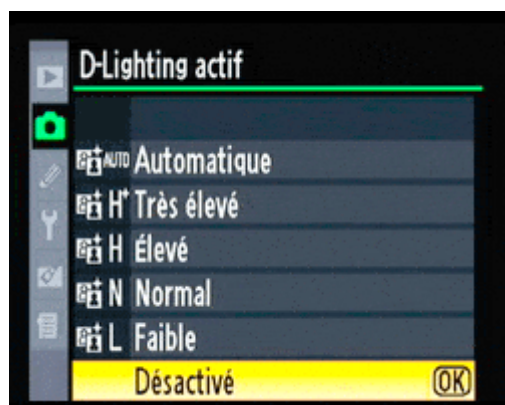 D-Lighting actif
AUTO Automatique
H+ Très élevé
H Élevé
N Normal
L Faible
Désactivé OK